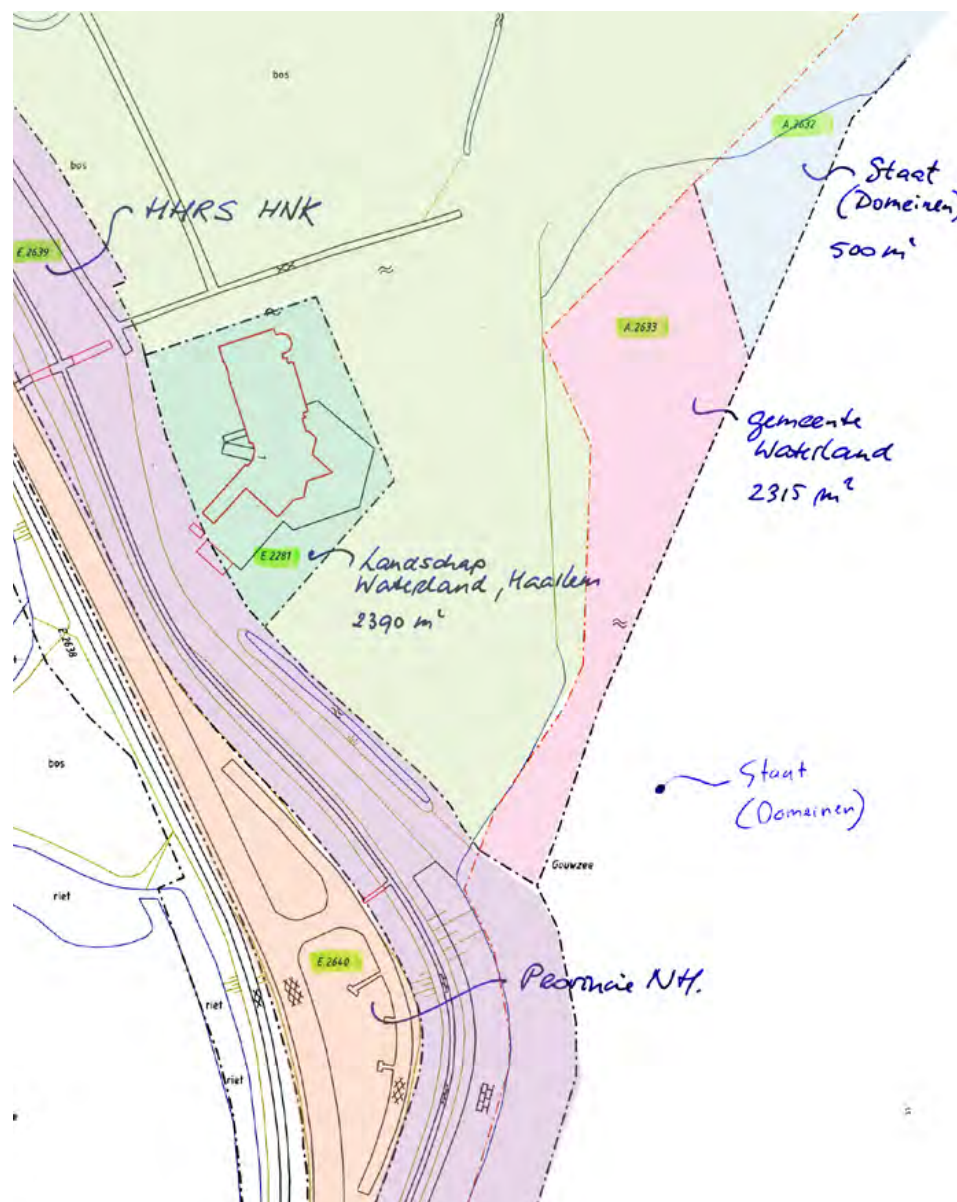 bos
A.2632
bos
HHRS HNK
Staat
(Domeinen)
500 m²
E.2639
A.2633
gemeente
Waterland
2315 m²
E 2281
Landschap
Waterland, Haarlem
2390 m²
E.2638
bos
Staat
(Domeinen)
Gouwzee
riet
E.2640
Provincie NH.
riet
riet
e